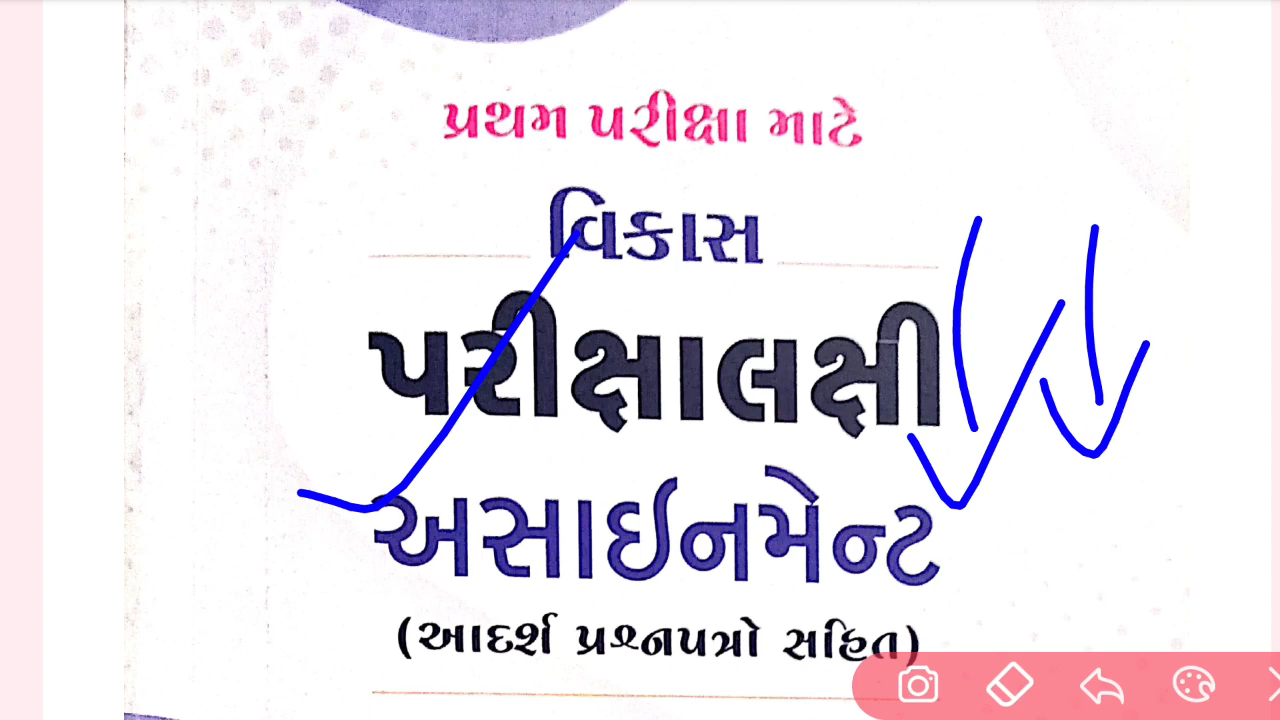 પ્રથમ પરીક્ષા માટે
વિકાસ
પરીક્ષાલક્ષી
અસાઇનમેન્ટ
(આદર્શ પ્રશ્નપત્રો સહિત)